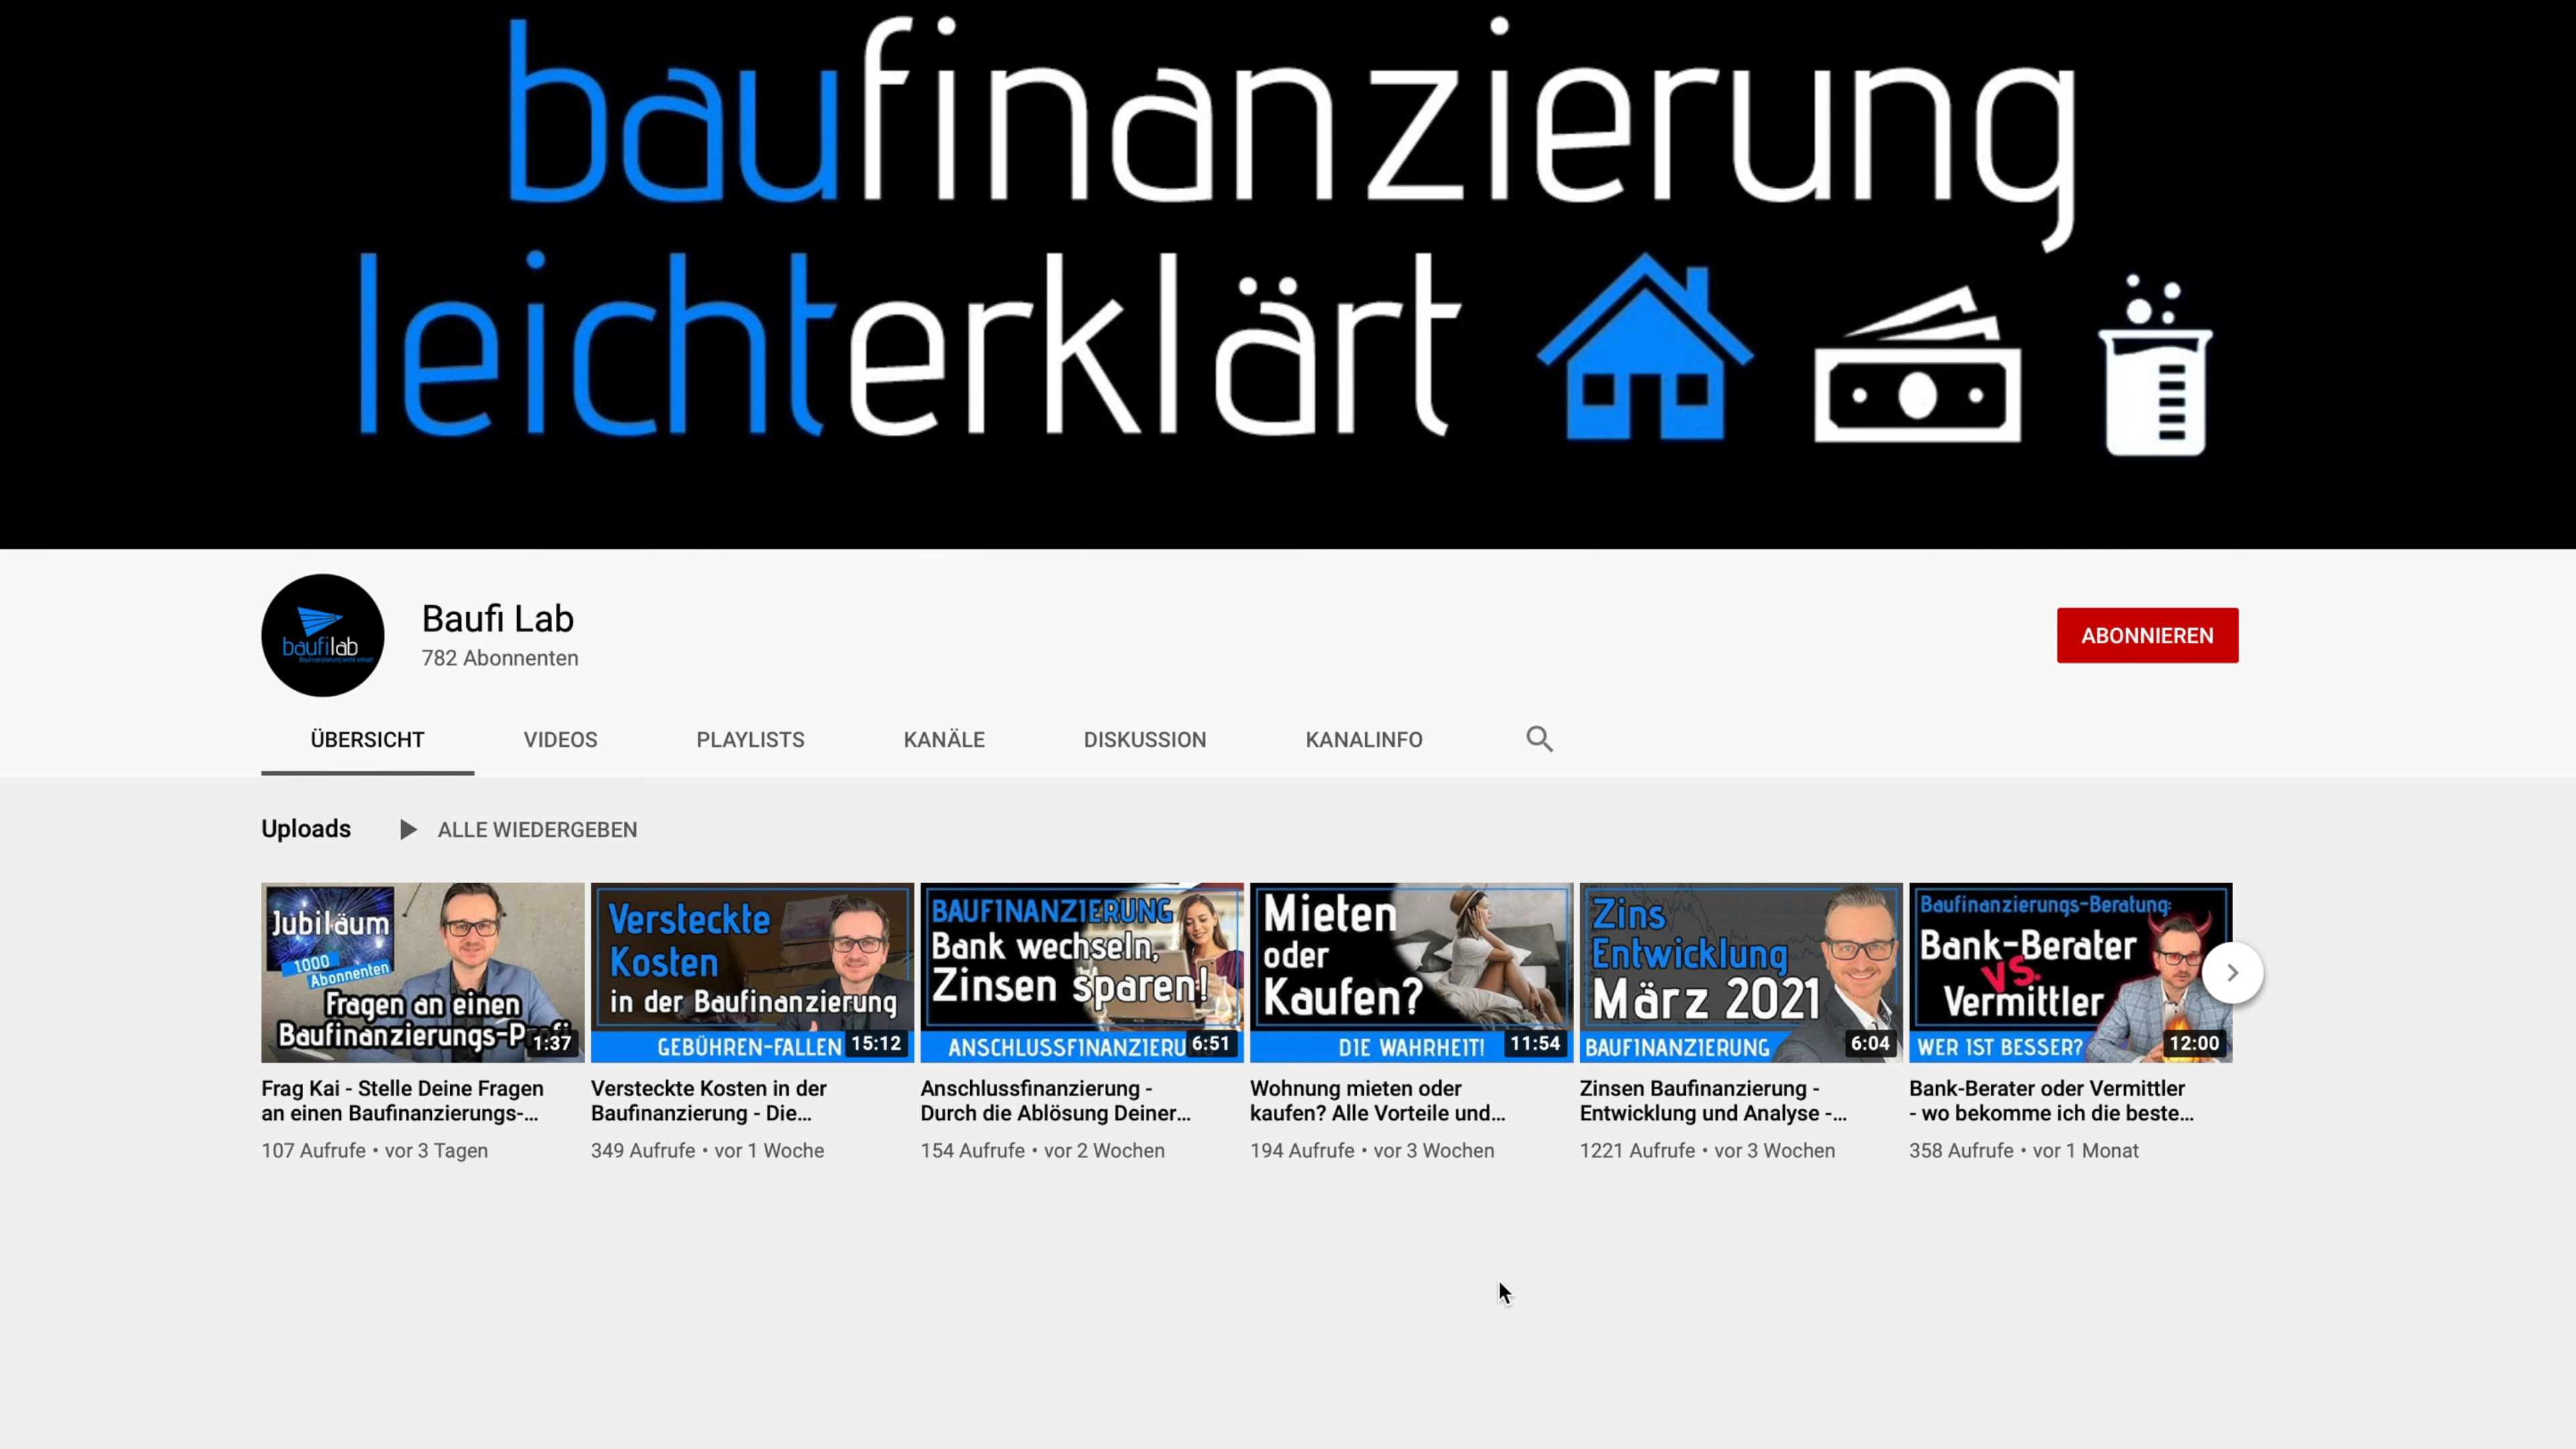 baufinanzierung
leichterklärt
baufilab
Baufinanzierung leicht erklärt
Baufi Lab
782 Abonnenten
ABONNIEREN
ÜBERSICHT
VIDEOS
PLAYLISTS
KANÄLE
DISKUSSION
KANALINFO
Uploads
ALLE WIEDERGEBEN
Jubiläum
1000
Abonnenten
Fragen an einen
Baufinanzierungs-Profi
1:37
Frag Kai - Stelle Deine Fragen
an einen Baufinanzierungs-...
107 Aufrufe • vor 3 Tagen
Versteckte
Kosten
in der Baufinanzierung
GEBÜHREN-FALLEN
15:12
Versteckte Kosten in der
Baufinanzierung - Die...
349 Aufrufe • vor 1 Woche
BAUFINANZIERUNG
Bank wechseln,
Zinsen sparen!
ANSCHLUSSFINANZIERU
6:51
Anschlussfinanzierung -
Durch die Ablösung Deiner...
154 Aufrufe • vor 2 Wochen
Mieten
oder
Kaufen?
DIE WAHRHEIT!
11:54
Wohnung mieten oder
kaufen? Alle Vorteile und...
194 Aufrufe • vor 3 Wochen
Zins
Entwicklung
März 2021
BAUFINANZIERUNG
6:04
Zinsen Baufinanzierung -
Entwicklung und Analyse -...
1221 Aufrufe • vor 3 Wochen
Baufinanzierungs-Beratung:
Bank-Berater
VS.
Vermittler
WER IST BESSER?
12:00
Bank-Berater oder Vermittler
- wo bekomme ich die beste...
358 Aufrufe • vor 1 Monat